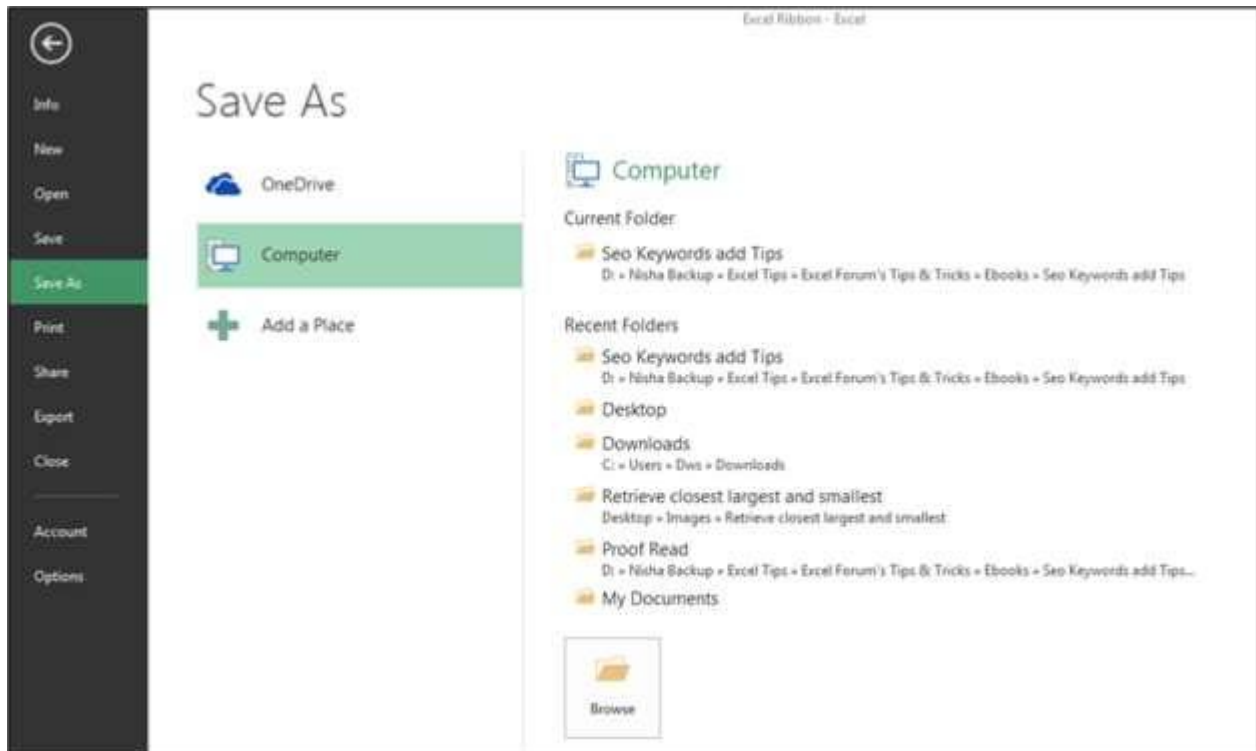 Excel Ribbon - Excel
Info
New
Open
Save
Save As
Print
Share
Export
Close
Account
Options
Save As
OneDrive
Computer
Add a Place
Computer
Current Folder
Seo Keywords add Tips
D: » Nisha Backup » Excel Tips » Excel Forum's Tips & Tricks » Ebooks » Seo Keywords add Tips
Recent Folders
Seo Keywords add Tips
D: » Nisha Backup » Excel Tips » Excel Forum's Tips & Tricks » Ebooks » Seo Keywords add Tips
Desktop
Downloads
C: » Users » Dws » Downloads
Retrieve closest largest and smallest
Desktop » Images » Retrieve closest largest and smallest
Proof Read
D: » Nisha Backup » Excel Tips » Excel Forum's Tips & Tricks » Ebooks » Seo Keywords add Tips...
My Documents
Browse